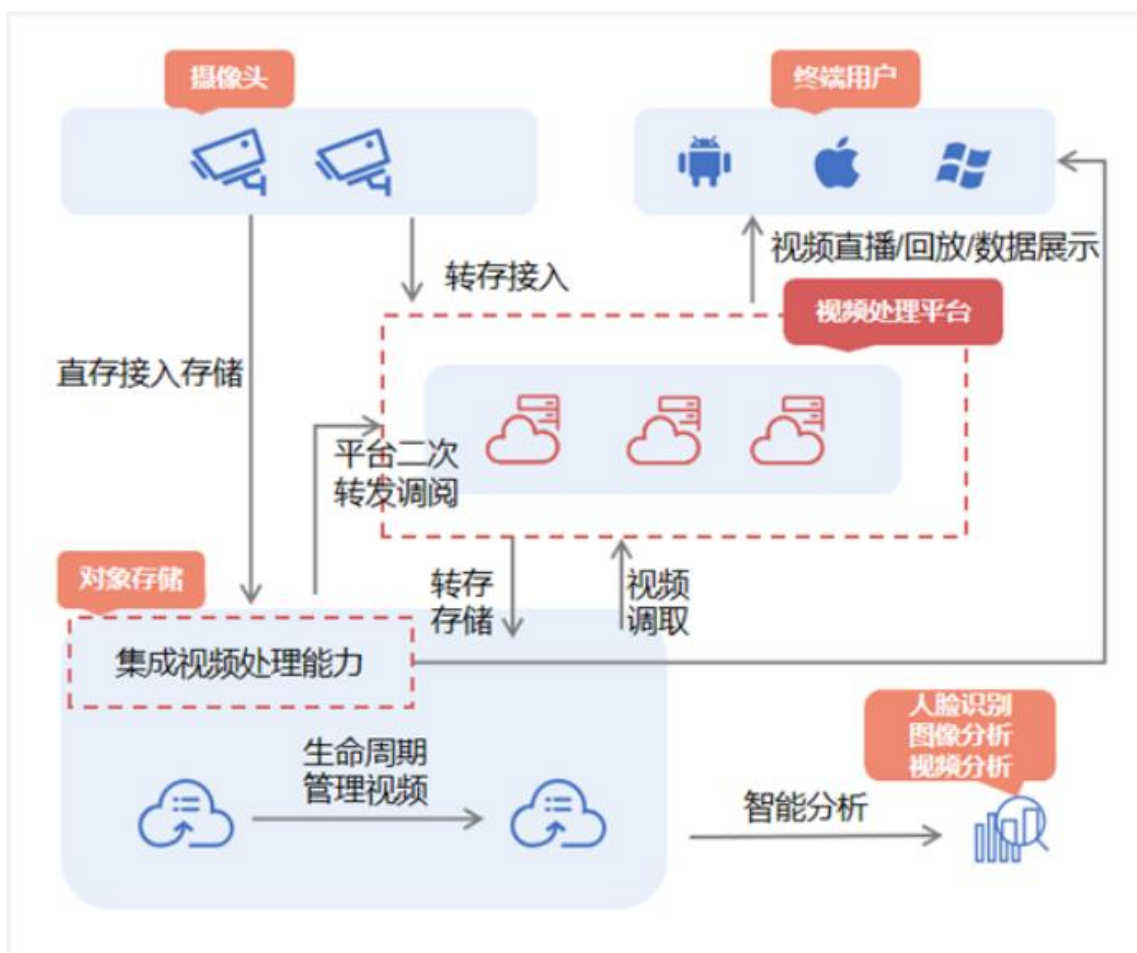 摄像头
终端用户
视频直播/回放/数据展示
转存接入
视频处理平台
直存接入存储
平台二次
转发调阅
对象存储
转存
存储
视频
调取
集成视频处理能力
人脸识别
图像分析
视频分析
生命周期
管理视频
智能分析